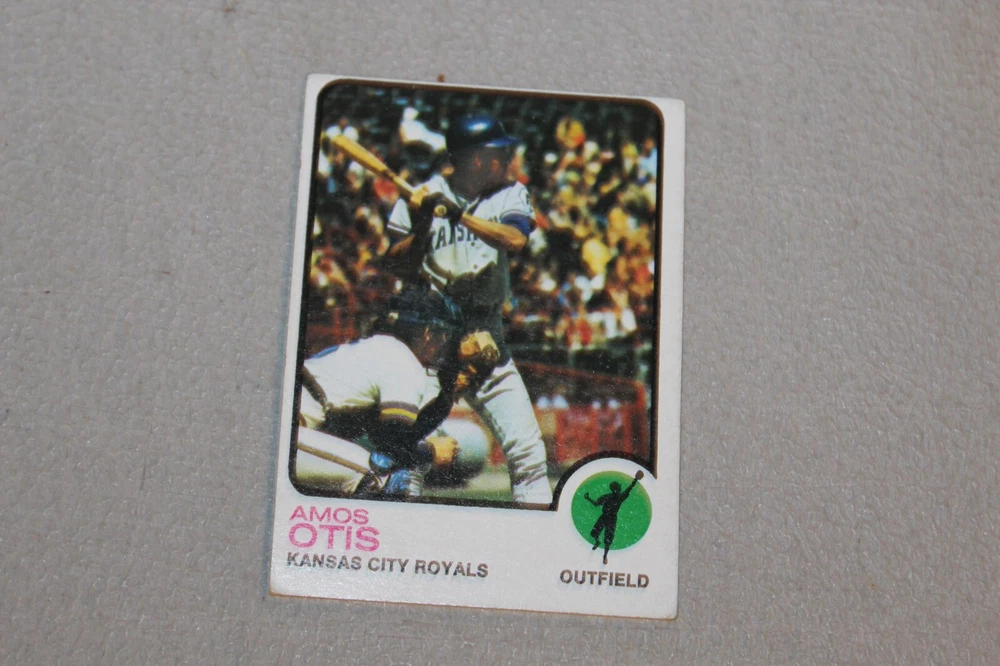 AMOS
OTIS
KANSAS CITY ROYALS
OUTFIELD